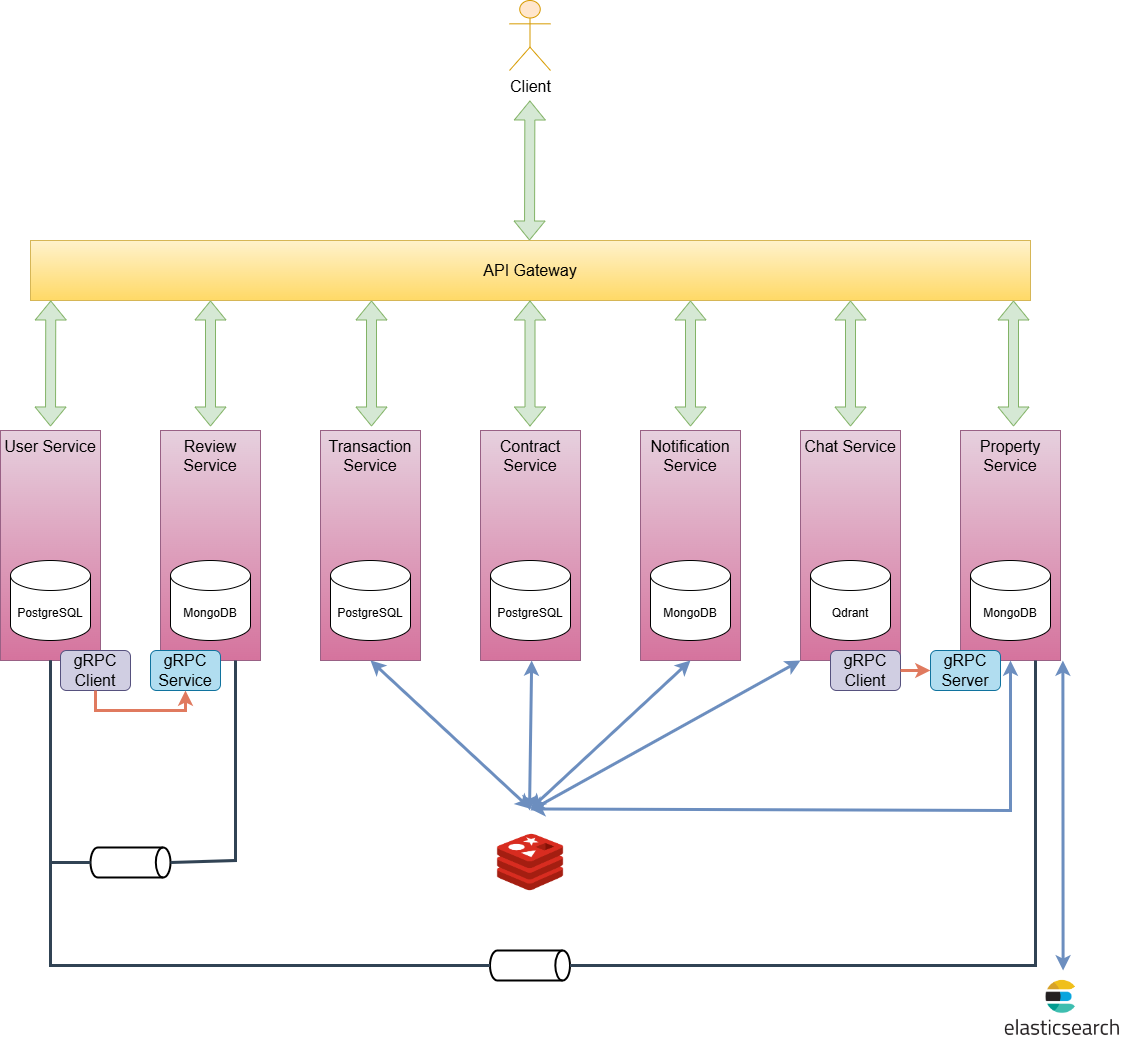 Client
API Gateway
User Service
Review
Service
Transaction
Service
Contract
Service
Notification
Service
Chat Service
Property
Service
PostgreSQL
MongoDB
PostgreSQL
PostgreSQL
MongoDB
Qdrant
MongoDB
gRPC
Client
gRPC
Service
gRPC
Client
gRPC
Server
elasticsearch